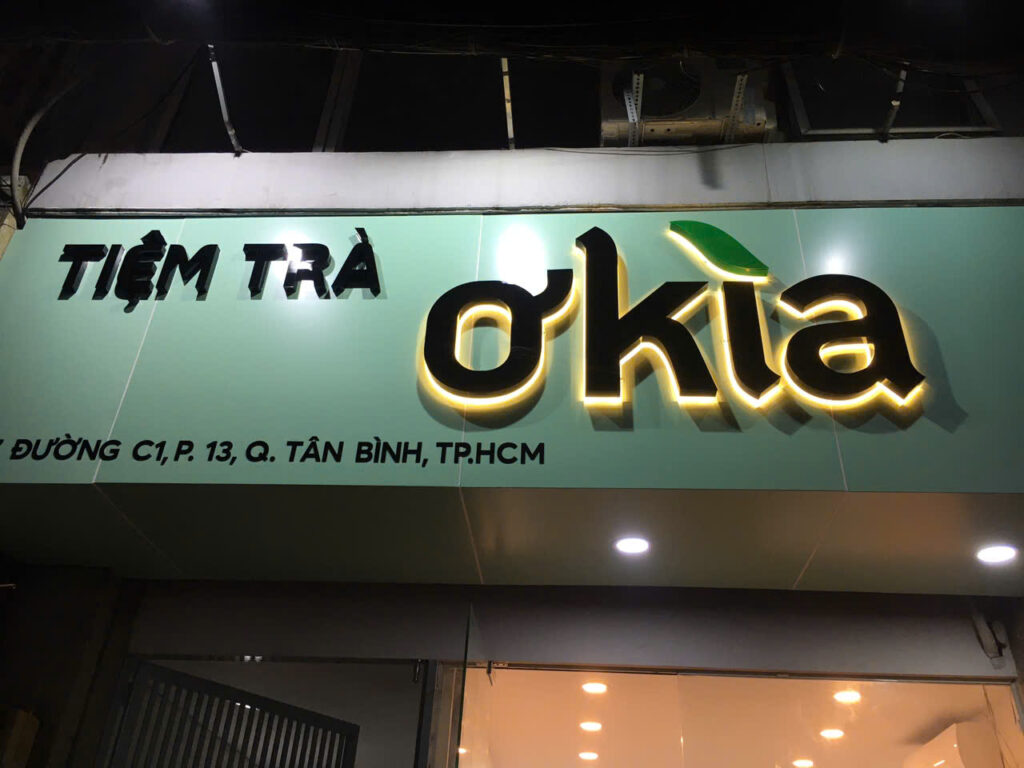 TIỆM TRÀ
ơkìa
ĐƯỜNG C1, P. 13, Q. TÂN BÌNH, TP.HCM